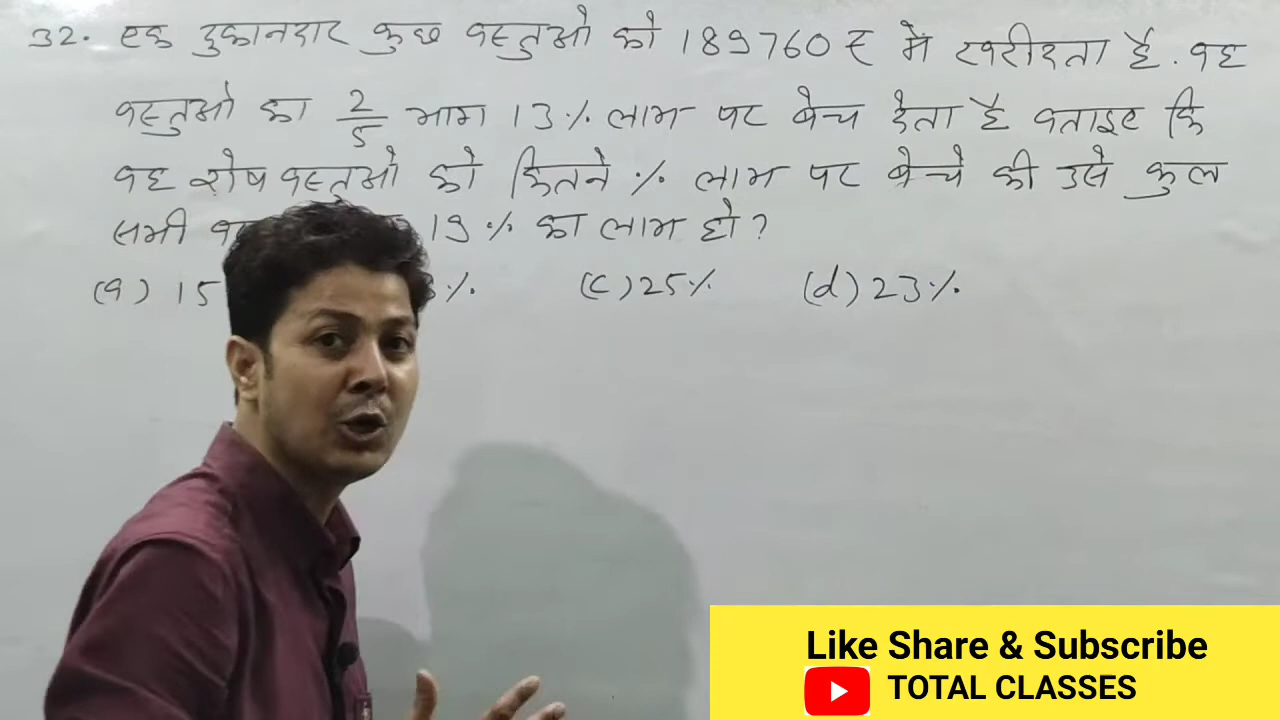 32. एक दुकानदार कुछ वस्तुओ को 189760 ₹ मे खरीदता है. वह
वस्तुओ का 2/5 भाग 13% लाभ पर बेच देता है बताइए कि
वह शेष वस्तुओ को कितने % लाभ पर बेच्चे की उसे कुल
सभी 19% का लाभ हो ?
(a) 15 % (c) 25% (d) 23%
Like Share & Subscribe
TOTAL CLASSES